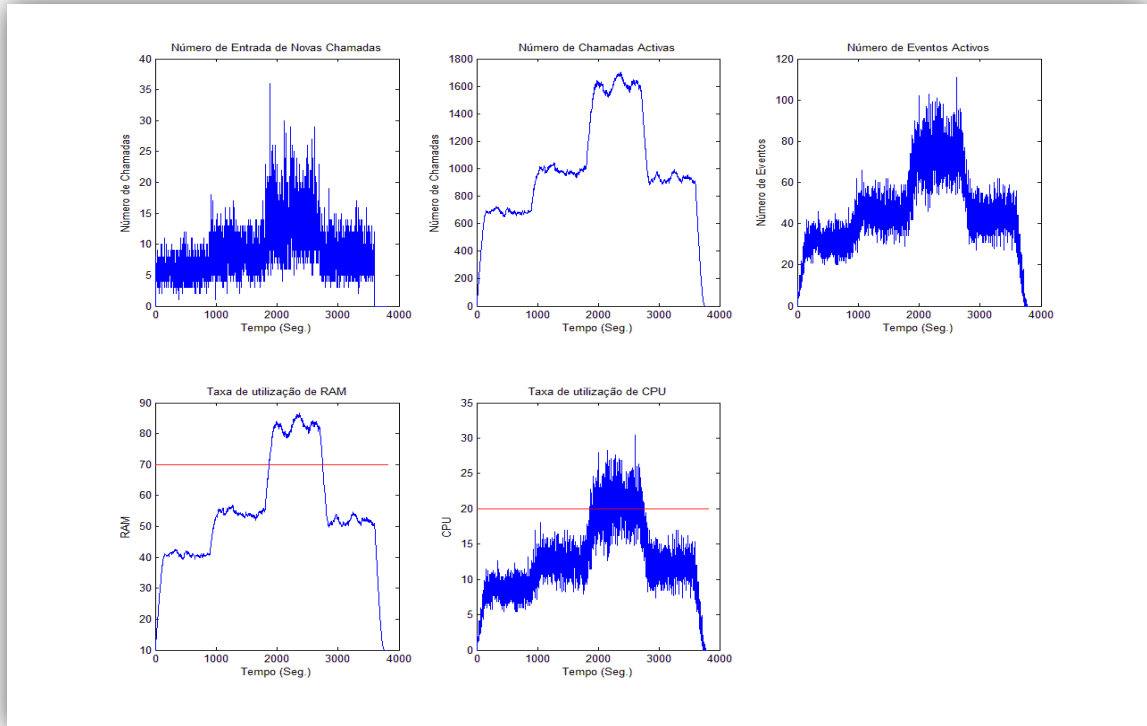 Número de Entrada de Novas Chamadas
Número de Chamadas
40
35
30
25
20
15
10
5
0
0 1000 2000 3000 4000
Tempo (Seg.)
Número de Chamadas Activas
Número de Chamadas
1800
1600
1400
1200
1000
800
600
400
200
0
0 1000 2000 3000 4000
Tempo (Seg.)
Número de Eventos Activos
Número de Eventos
120
100
80
60
40
20
0
0 1000 2000 3000 4000
Tempo (Seg.)
Taxa de utilização de RAM
RAM
90
80
70
60
50
40
30
20
10
0 1000 2000 3000 4000
Tempo (Seg.)
Taxa de utilização de CPU
CPU
35
30
25
20
15
10
5
0
0 1000 2000 3000 4000
Tempo (Seg.)